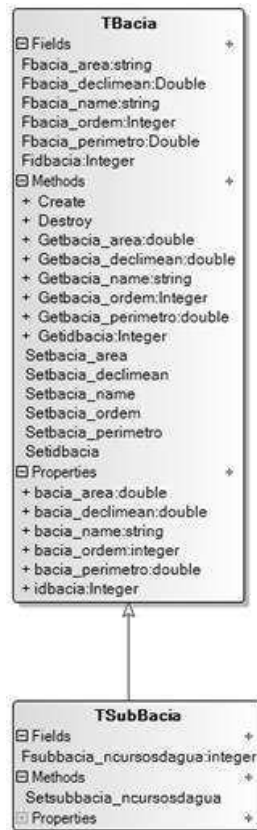 TBacia
Fields
Fbacia_area:string
Fbacia_declimean:Double
Fbacia_name:string
Fbacia_ordem:Integer
Fbacia_perimetro:Double
Fidbacia:Integer
Methods
+ Create
+ Destroy
+ Getbacia_area:double
+ Getbacia_declimean:double
+ Getbacia_name:string
+ Getbacia_ordem:Integer
+ Getbacia_perimetro:double
+ Getidbacia:Integer
Setbacia_area
Setbacia_declimean
Setbacia_name
Setbacia_ordem
Setbacia_perimetro
Setidbacia
Properties
+ bacia_area:double
+ bacia_declimean:double
+ bacia_name:string
+ bacia_ordem:integer
+ bacia_perimetro:double
+ idbacia:Integer
TSubBacia
Fields
Fsubbacia_ncursosdagua:integer
Methods
Setsubbacia_ncursosdagua
Properties